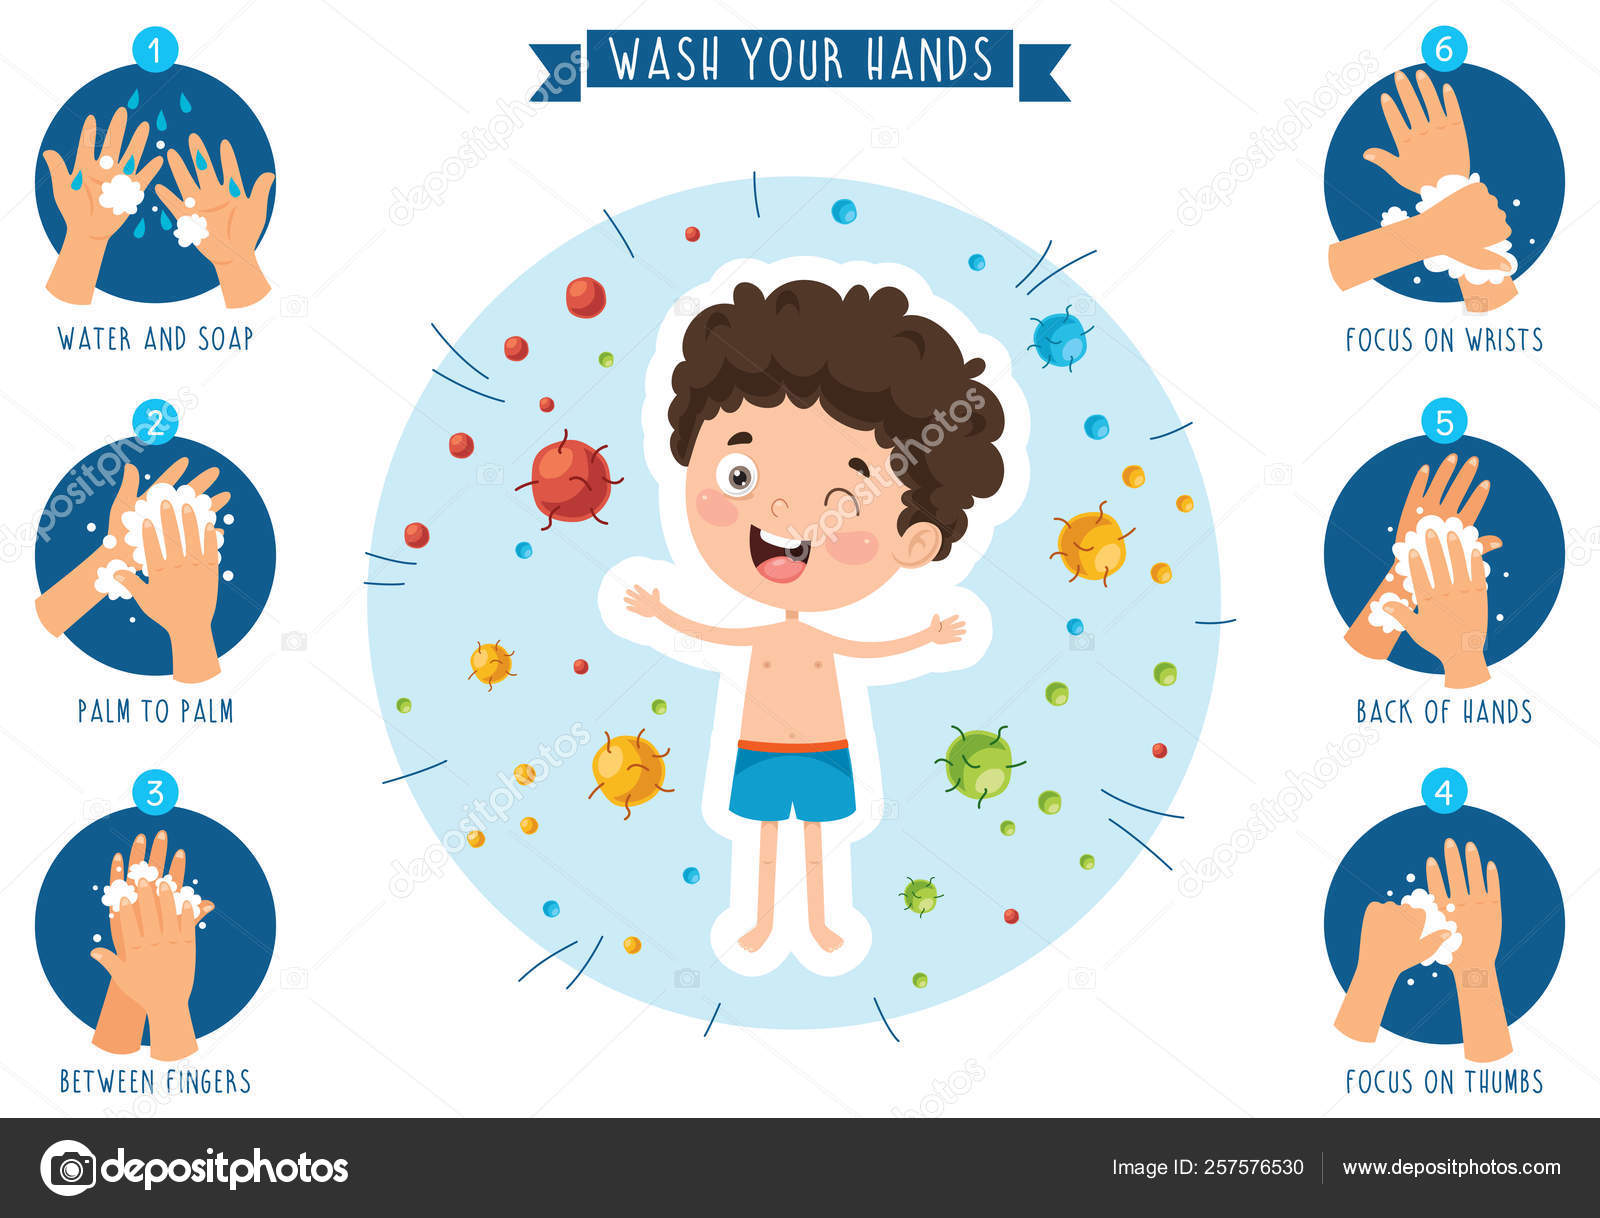 WASH YOUR HANDS
1
WATER AND SOAP
2
PALM TO PALM
3
BETWEEN FINGERS
4
FOCUS ON THUMBS
5
BACK OF HANDS
6
FOCUS ON WRISTS
depositphotos
Image ID: 257576530
www.depositphotos.com